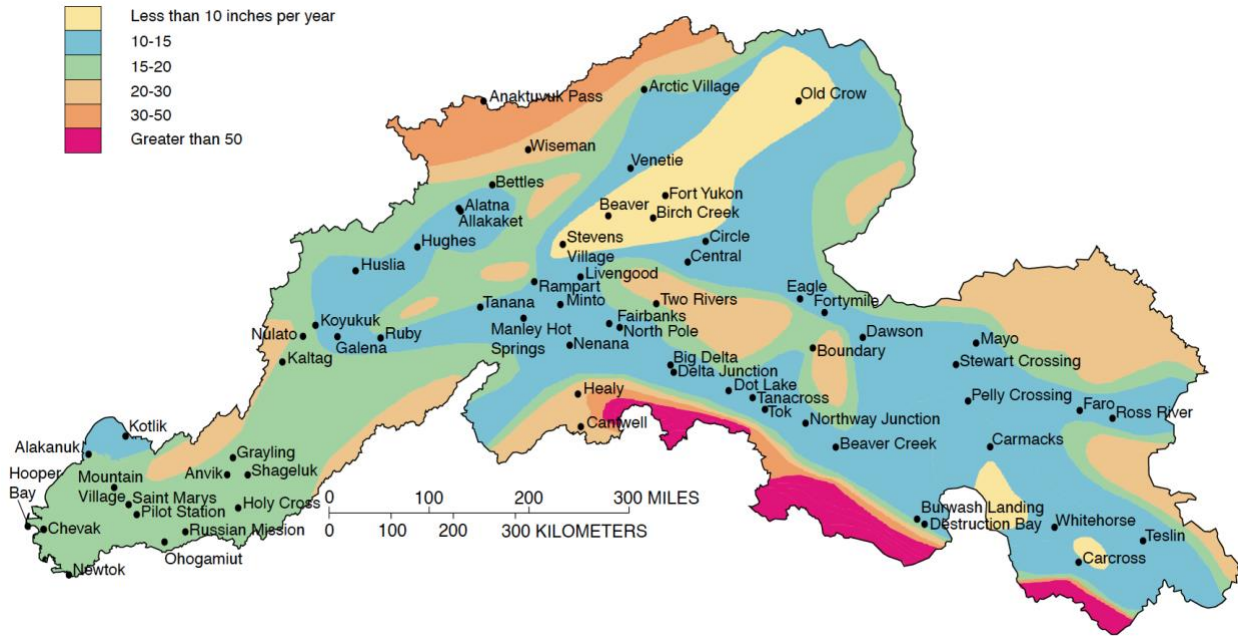 Less than 10 inches per year
10-15
15-20
20-30
30-50
Greater than 50
Anaktuvuk Pass
Arctic Village
Old Crow
Wiseman
Venetie
Bettles
Fort Yukon
Alatna
Allakaket
Beaver
Birch Creek
Hughes
Stevens
Village
Circle
Central
Huslia
Livengood
Rampart
Eagle
Fortymile
Tanana
Minto
Two Rivers
Koyukuk
Fairbanks
North Pole
Nulato
Galena
Ruby
Manley Hot
Springs
Nenana
Dawson
Mayo
Boundary
Kaltag
Big Delta
Delta Junction
Stewart Crossing
Healy
Dot Lake
Tanacross
Tok
Pelly Crossing
Faro
Ross River
Kotlik
Cantwell
Northway Junction
Alakanuk
Beaver Creek
Carmacks
Grayling
Hooper
Bay
Mountain
Village
Anvik
Shageluk
Saint Marys
Pilot Station
Holy Cross
0 100 200 300 MILES
0 100 200 300 KILOMETERS
Burwash Landing
Destruction Bay
Whitehorse
Chevak
Russian Mission
Teslin
Ohogamiut
Carcross
Newtok